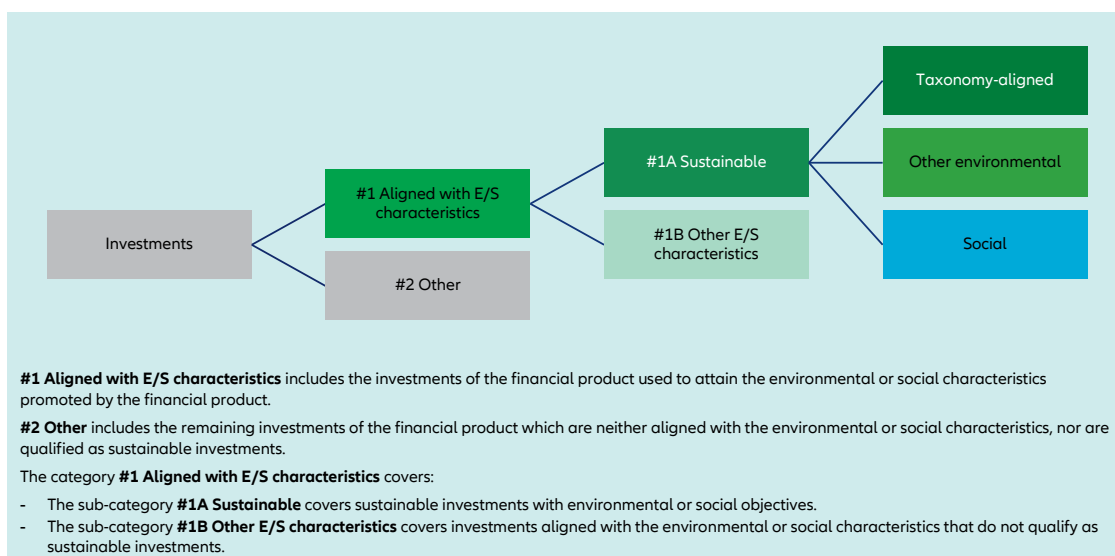 Taxonomy-aligned
#1A Sustainable
Other environmental
#1 Aligned with E/S
characteristics
#1B Other E/S
characteristics
Investments
Social
#2 Other
#1 Aligned with E/S characteristics includes the investments of the financial product used to attain the environmental or social characteristics
promoted by the financial product.
#2 Other includes the remaining investments of the financial product which are neither aligned with the environmental or social characteristics, nor are
qualified as sustainable investments.
The category #1 Aligned with E/S characteristics covers:
- The sub-category #1A Sustainable covers sustainable investments with environmental or social objectives.
- The sub-category #1B Other E/S characteristics covers investments aligned with the environmental or social characteristics that do not qualify as
sustainable investments.